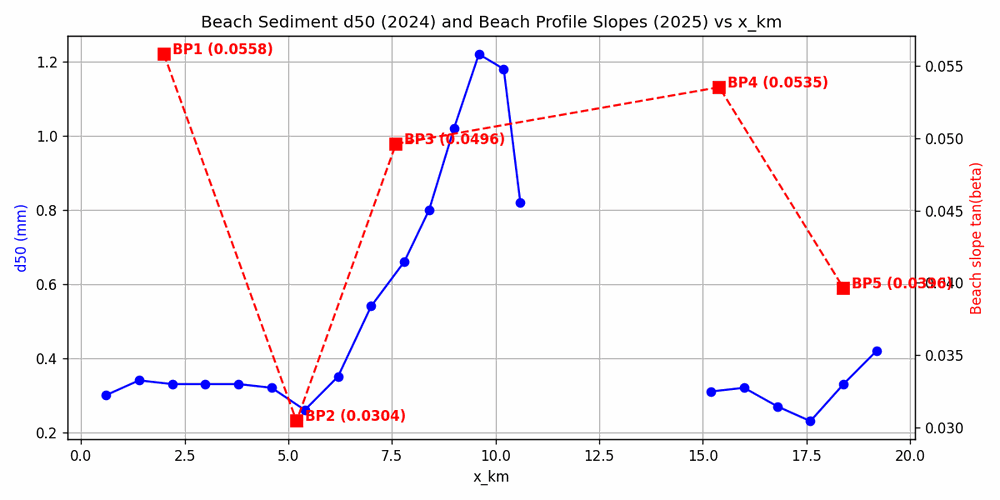 Beach Sediment d50 (2024) and Beach Profile Slopes (2025) vs x_km
BP1 (0.0558)
BP2 (0.0304)
BP3 (0.0496)
BP4 (0.0535)
BP5 (0.0396)
d50 (mm)
1.2
1.0
0.8
0.6
0.4
0.2
Beach slope tan(beta)
0.055
0.050
0.045
0.040
0.035
0.030
0.0
2.5
5.0
7.5
10.0
12.5
15.0
17.5
20.0
x_km